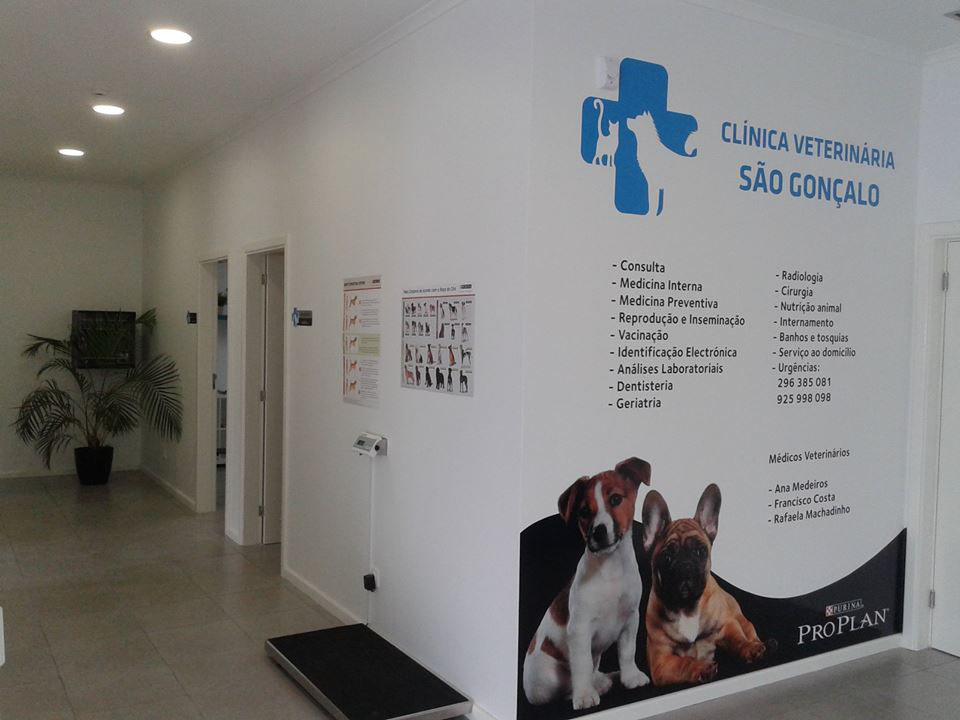 CLÍNICA VETERINÁRIA
SÃO GONÇALO
- Consulta
- Medicina Interna
- Medicina Preventiva
- Reprodução e Inseminação
- Vacinação
- Identificação Electrónica
- Análises Laboratoriais
- Dentisteria
- Geriatria
- Radiologia
- Cirurgia
- Nutrição animal
- Internamento
- Banhos e tosquias
- Serviço ao domicílio
- Urgências:
296 385 081
925 998 098
Médicos Veterinários
- Ana Medeiros
- Francisco Costa
- Rafaela Machadinho
PURINA
PRO PLAN